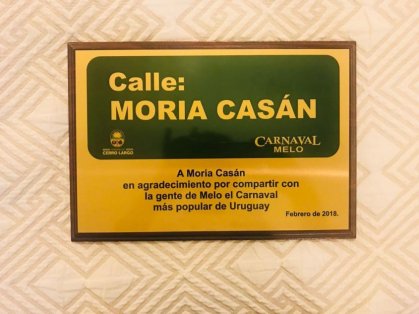 Calle:
MORIA CASÁN
CERRO LARGO
CARNAVAL
MELO
A Moria Casán
en agradecimiento por compartir con
la gente de Melo el Carnaval
más popular de Uruguay
Febrero de 2018.